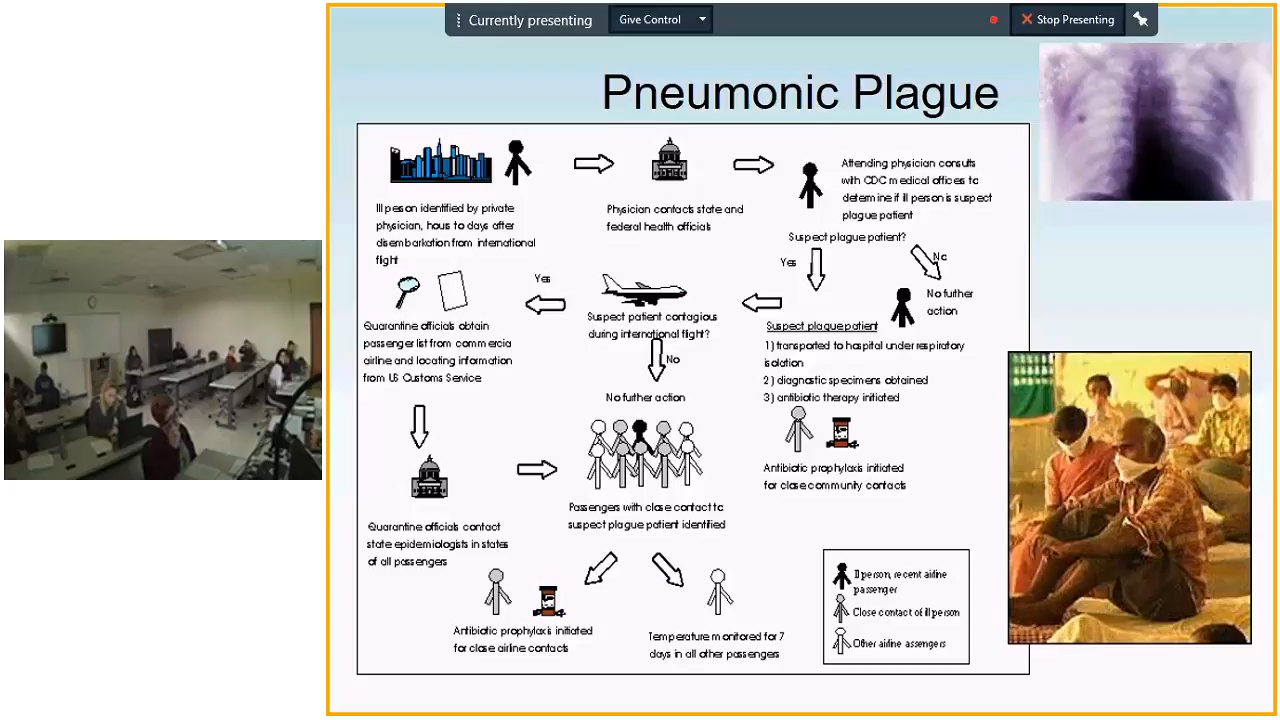 Currently presenting
Give Control
Stop Presenting
Pneumonic Plague
Ill person identified by private
physician, hous to days after
disembarkation from international
flight
Physician contacts state and
federal health officials
Attending physician consults
with CDC medical offices to
determine if ill person is suspect
plague patient
Suspect plague patient?
Yes
No
No further
action
Suspect plague patient
1) transported to hospital under respiratory
isolation
2) diagnostic specimens obtained
3) antibiotic therapy initiated
Antibiotic prophylaxis initiated
for close community contacts
Suspect patient contagious
during international flight?
Yes
No
No further action
Quarantine officials obtain
passenger list from commercia
airline and locating information
from US Customs Service
Quarantine officials contact
state epidemiologists in states
of all passengers
Passengers with close contact to
suspect plague patient identified
Antibiotic prophylaxis initiated
for close airline contacts
Temperature monitored for 7
days in all other passengers
Ill person, recent airline
passenger
Close contact of ill person
Other airline assengers